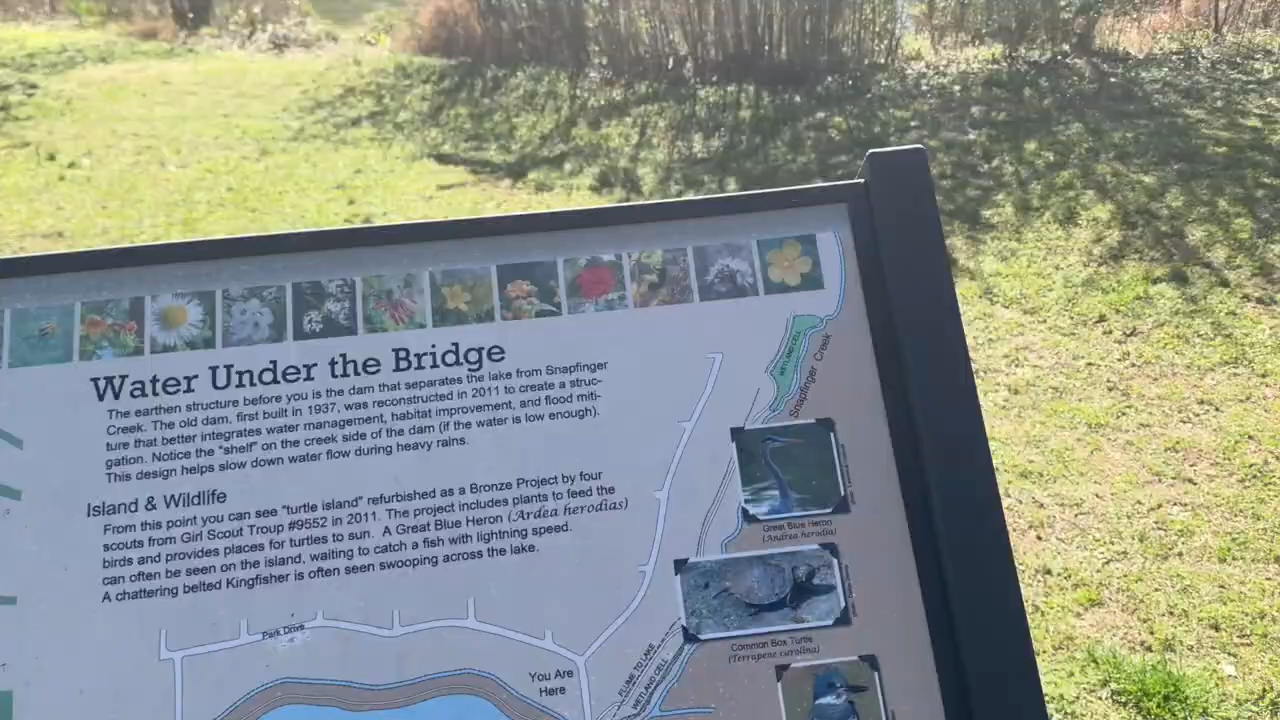 Water Under the Bridge
The earthen structure before you is the dam that separates the lake from Snapfinger
Creek. The old dam, first built in 1937, was reconstructed in 2011 to create a struc-
ture that better integrates water management, habitat improvement, and flood miti-
gation. Notice the "shelf" on the creek side of the dam (if the water is low enough).
This design helps slow down water flow during heavy rains.
Island & Wildlife
From this point you can see "turtle island" refurbished as a Bronze Project by four
scouts from Girl Scout Troup #9552 in 2011. The project includes plants to feed the
birds and provides places for turtles to sun. A Great Blue Heron (Ardea herodias)
can often be seen on the island, waiting to catch a fish with lightning speed.
A chattering belted Kingfisher is often seen swooping across the lake.
WETLAND CELL
Snapfinger Creek
Great Blue Heron
(Andrea herodia)
Common Box Turtle
(Terrapene carolina)
Park Drive
You Are
Here
FLUME TO LAKE
WETLAND CELL